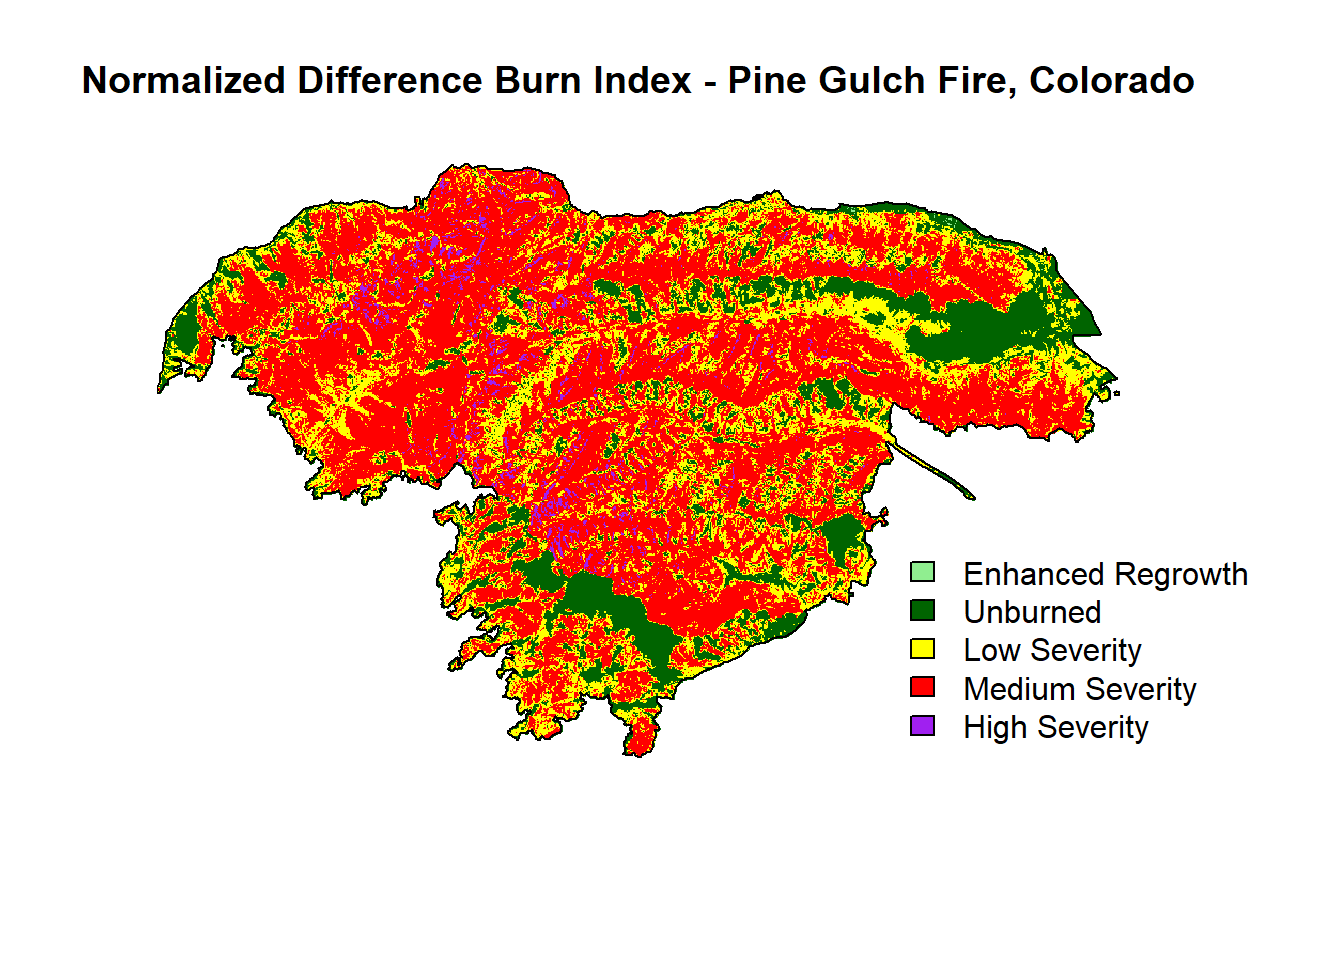 Normalized Difference Burn Index - Pine Gulch Fire, Colorado
Enhanced Regrowth
Unburned
Low Severity
Medium Severity
High Severity